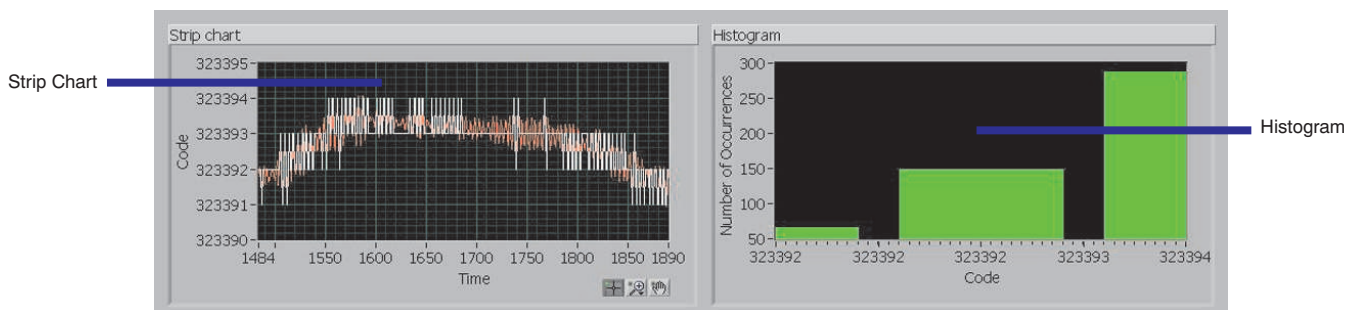 Strip chart
Strip Chart
Code
323395
323394
323393
323392
323391
323390
1484 1550 1600 1650 1700 1750 1800 1850 1890
Time
Histogram
Histogram
Number of Occurrences
300
250
200
150
100
50
323392 323392 323392 323393 323394
Code